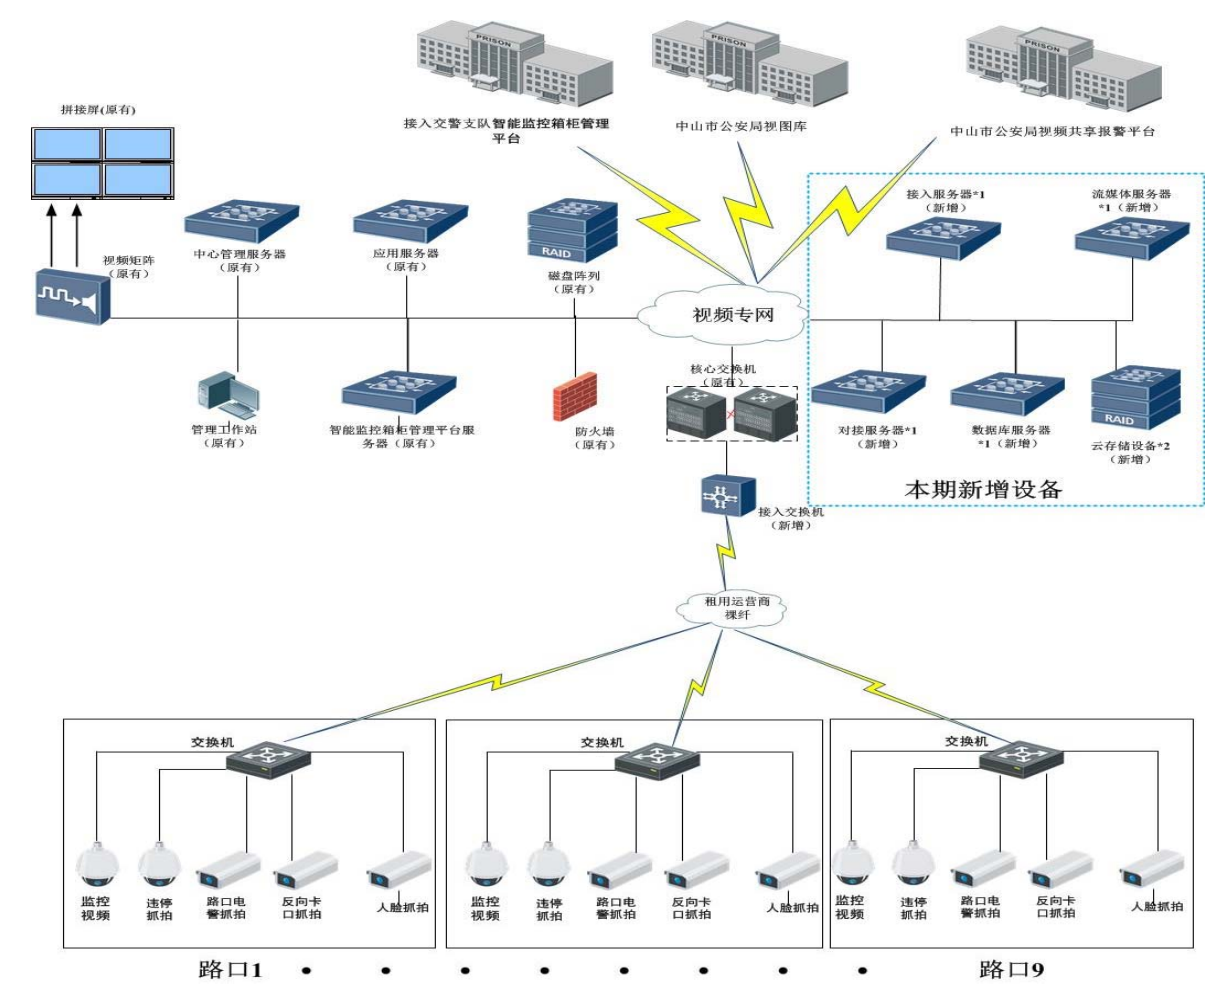 PRISON
PRISON
PRISON
拼接屏(原有)
接入交警支队智能监控箱柜管理
平台
中山市公安局视图库
中山市公安局视频共享报警平台
接入服务器*1
（新增）
流媒体服务器
*1（新增）
视频矩阵
（原有）
中心管理服务器
（原有）
应用服务器
（原有）
RAID
磁盘阵列
（原有）
视频专网
核心交换机
（原有）
管理工作站
（原有）
智能监控箱柜管理平台服
务器（原有）
防火墙
（原有）
对接服务器*1
（新增）
数据库服务器
*1（新增）
RAID
云存储设备*2
（新增）
本期新增设备
接入交换机
（新增）
租用运营商
裸纤
交换机
交换机
交换机
监控
视频
违停
抓拍
路口电
警抓拍
反向卡
口抓拍
人脸抓拍
监控
视频
违停
抓拍
路口电
警抓拍
反向卡
口抓拍
人脸抓拍
监控
视频
违停
抓拍
路口电
警抓拍
反向卡
口抓拍
人脸抓拍
路口1 • • • • • • • • 路口9